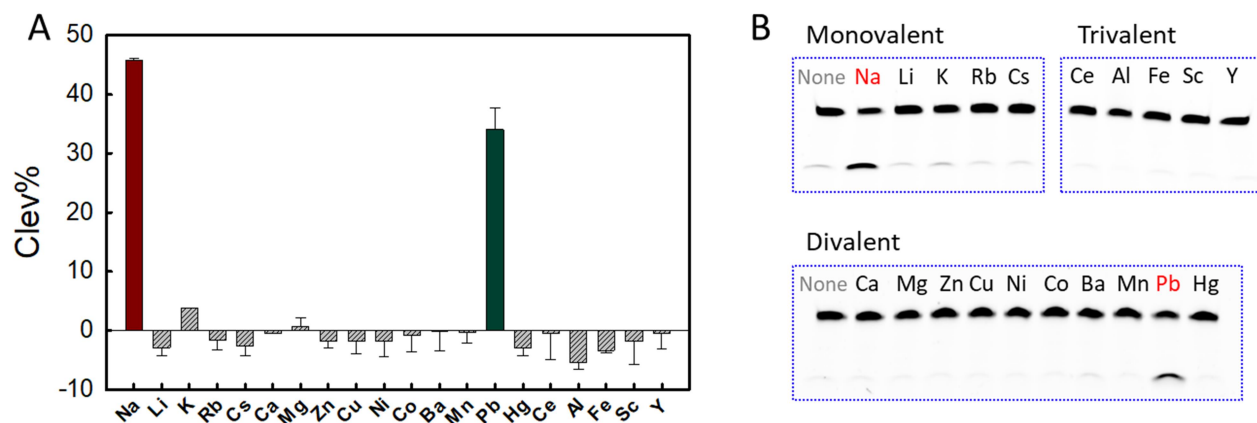 A
Clev%
50
40
30
20
10
0
-10
Na Li K Rb Cs Ca Mg Zn Cu Ni Co Ba Mn Pb Hg Ce Al Fe Sc Y
B
Monovalent
None Na Li K Rb Cs
Trivalent
Ce Al Fe Sc Y
Divalent
None Ca Mg Zn Cu Ni Co Ba Mn Pb Hg